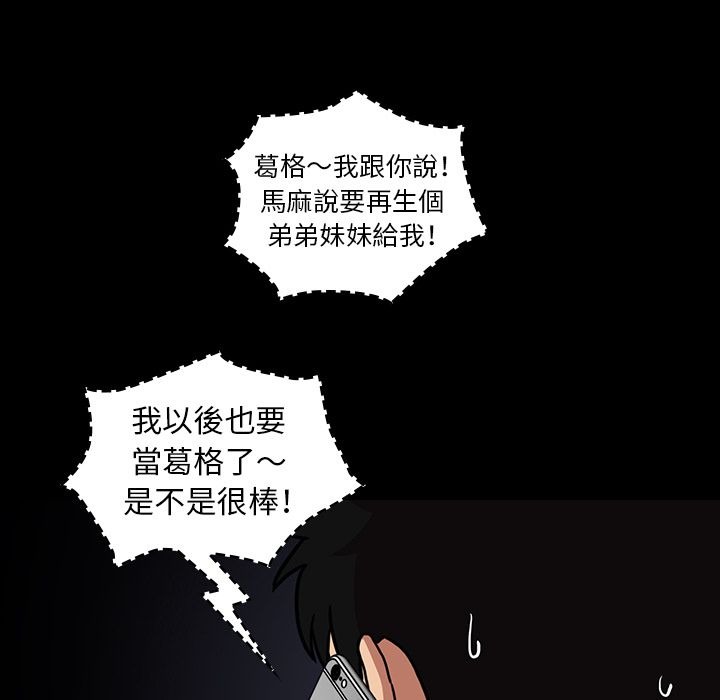 葛格～我跟你說！
馬麻說要再生個
弟弟妹妹給我！
我以後也要
當葛格了～
是不是很棒！